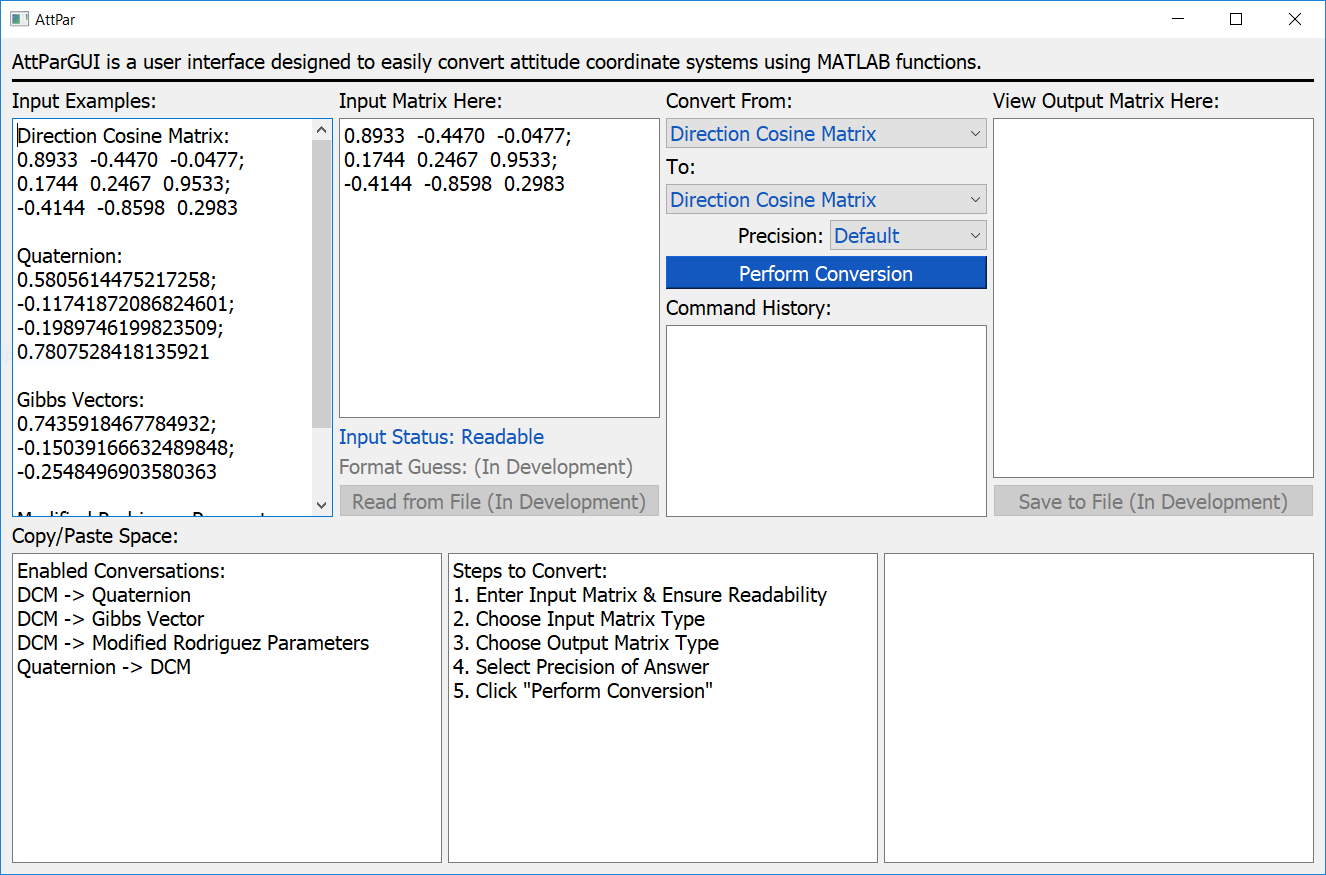 AttPar
AttParGUI is a user interface designed to easily convert attitude coordinate systems using MATLAB functions.
Input Examples:
Direction Cosine Matrix:
0.8933  -0.4470  -0.0477;
0.1744  0.2467  0.9533;
-0.4144  -0.8598  0.2983
Quaternion:
0.5805614475217258;
-0.11741872086824601;
-0.1989746199823509;
0.7807528418135921
Gibbs Vectors:
0.7435918467784932;
-0.15039166632489848;
-0.2548496903580363
Input Matrix Here:
0.8933  -0.4470  -0.0477;
0.1744  0.2467  0.9533;
-0.4144  -0.8598  0.2983
Input Status: Readable
Format Guess: (In Development)
Read from File (In Development)
Convert From:
Direction Cosine Matrix
To:
Direction Cosine Matrix
Precision: Default
Perform Conversion
Command History:
View Output Matrix Here:
Save to File (In Development)
Copy/Paste Space:
Enabled Conversations:
DCM -> Quaternion
DCM -> Gibbs Vector
DCM -> Modified Rodriguez Parameters
Quaternion -> DCM
Steps to Convert:
1. Enter Input Matrix & Ensure Readability
2. Choose Input Matrix Type
3. Choose Output Matrix Type
4. Select Precision of Answer
5. Click "Perform Conversion"